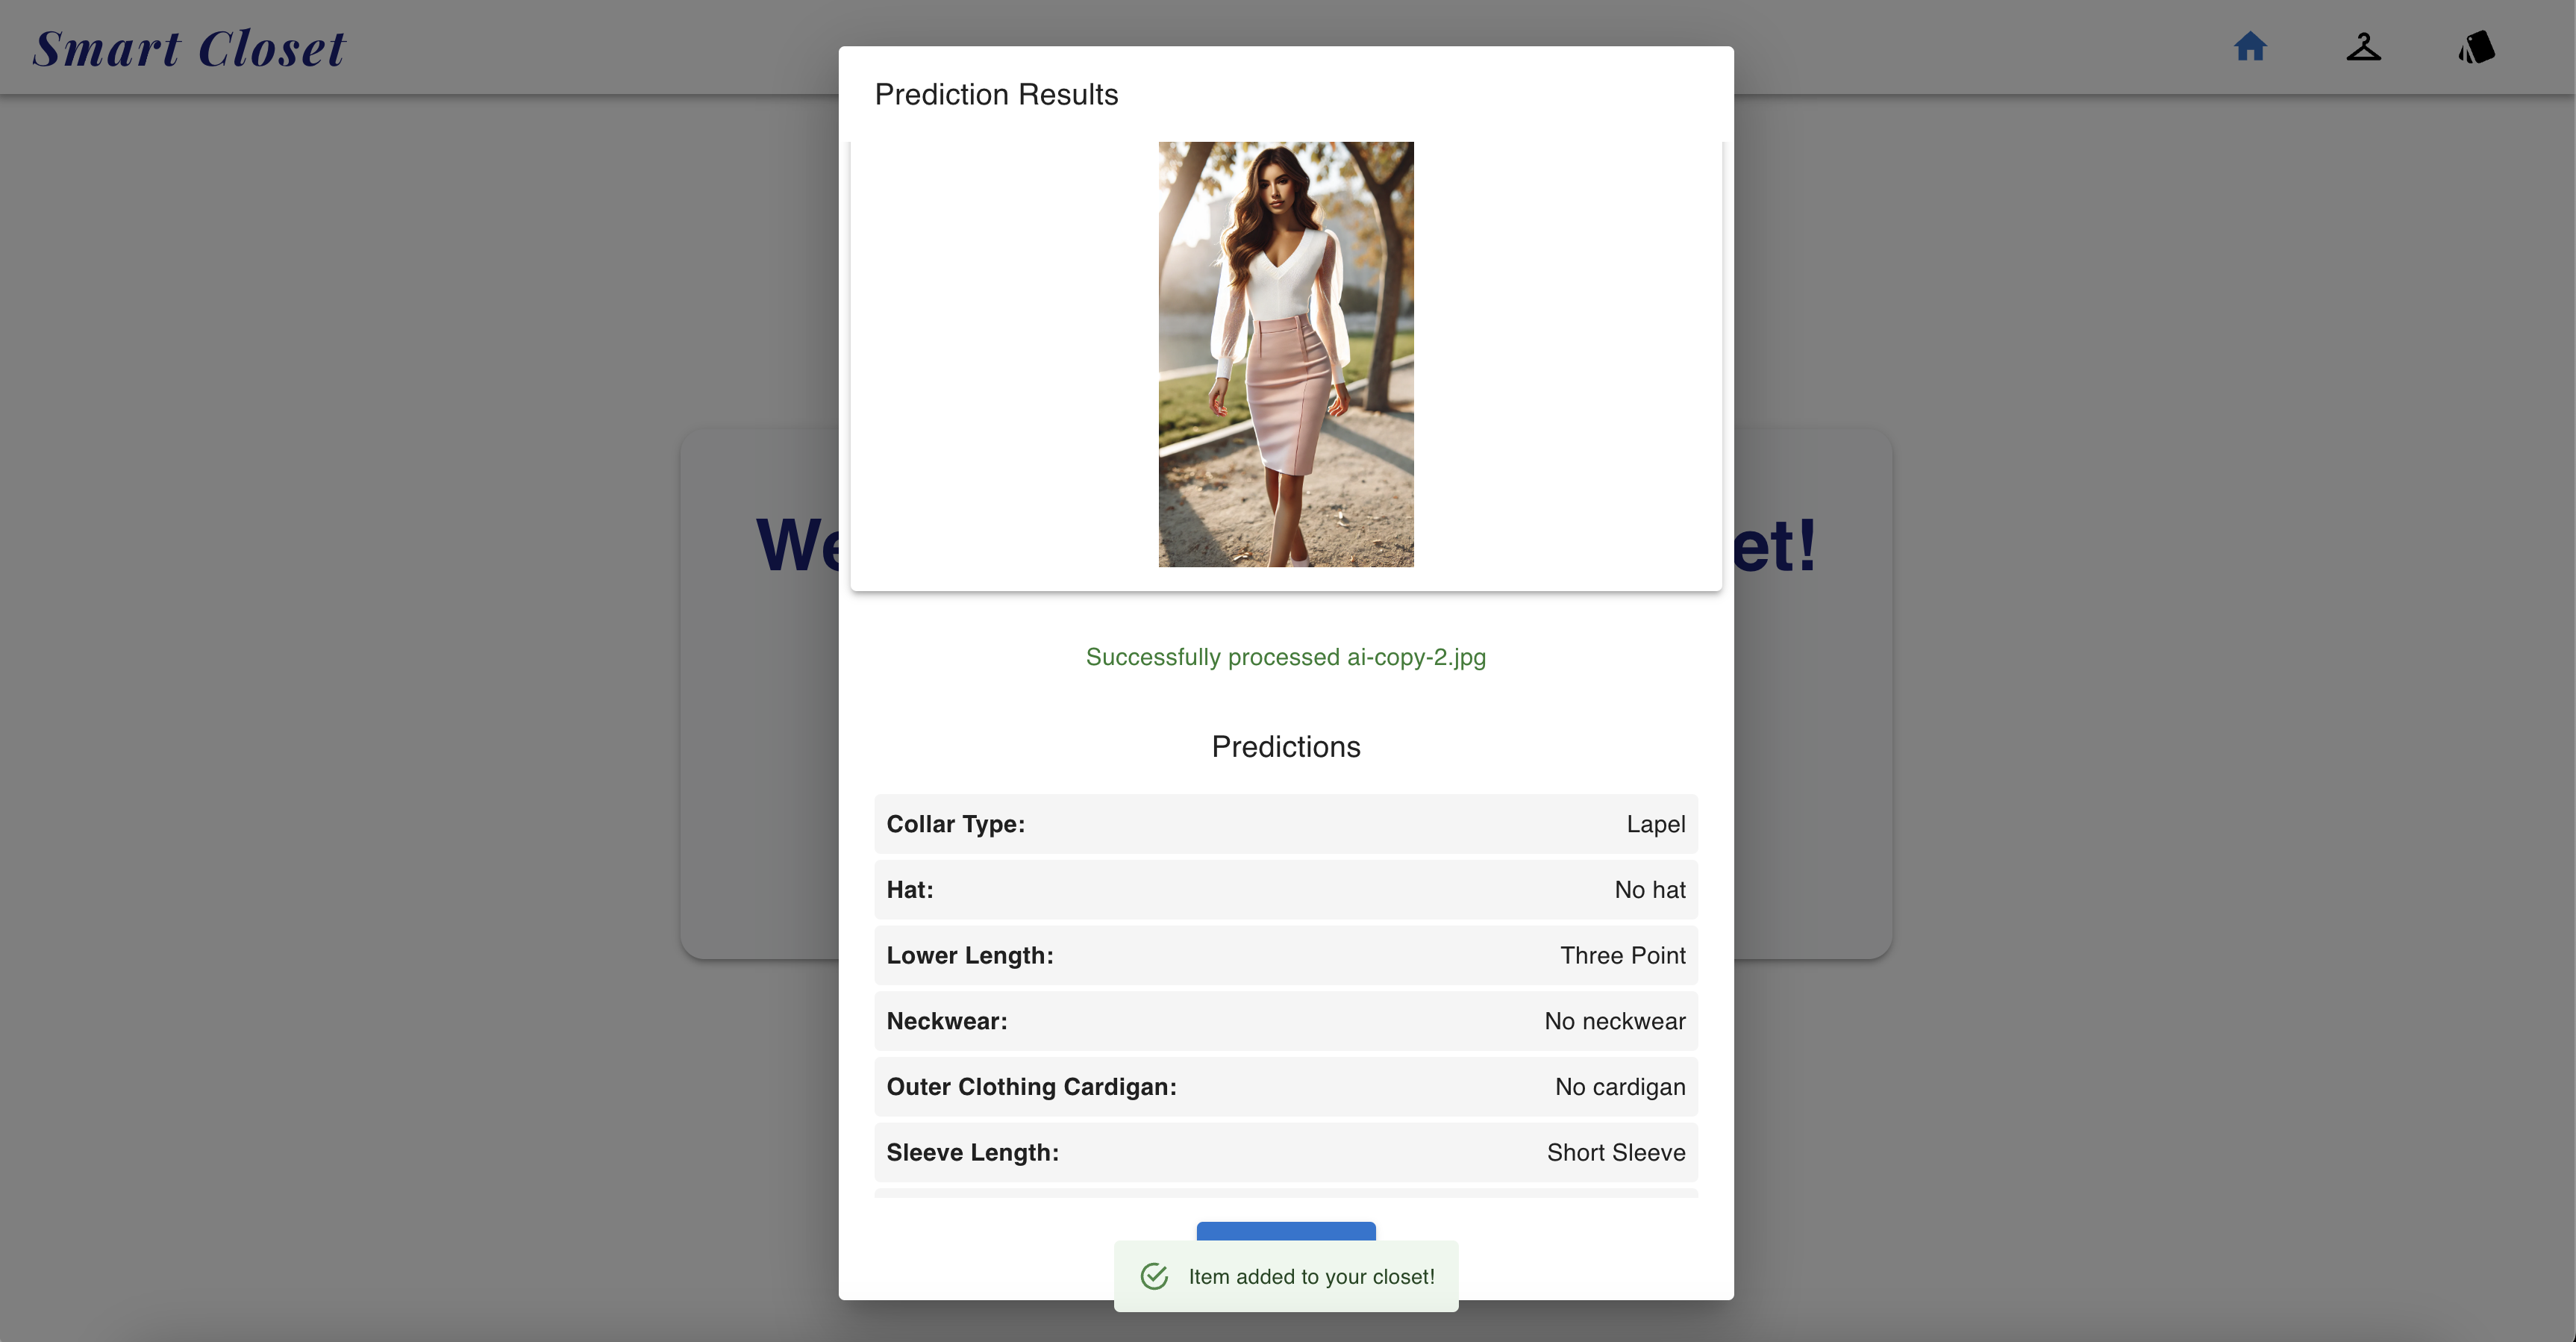 Smart Closet
Prediction Results
We
et!
Successfully processed ai-copy-2.jpg
Predictions
Collar Type: Lapel
Hat: No hat
Lower Length: Three Point
Neckwear: No neckwear
Outer Clothing Cardigan: No cardigan
Sleeve Length: Short Sleeve
Item added to your closet!